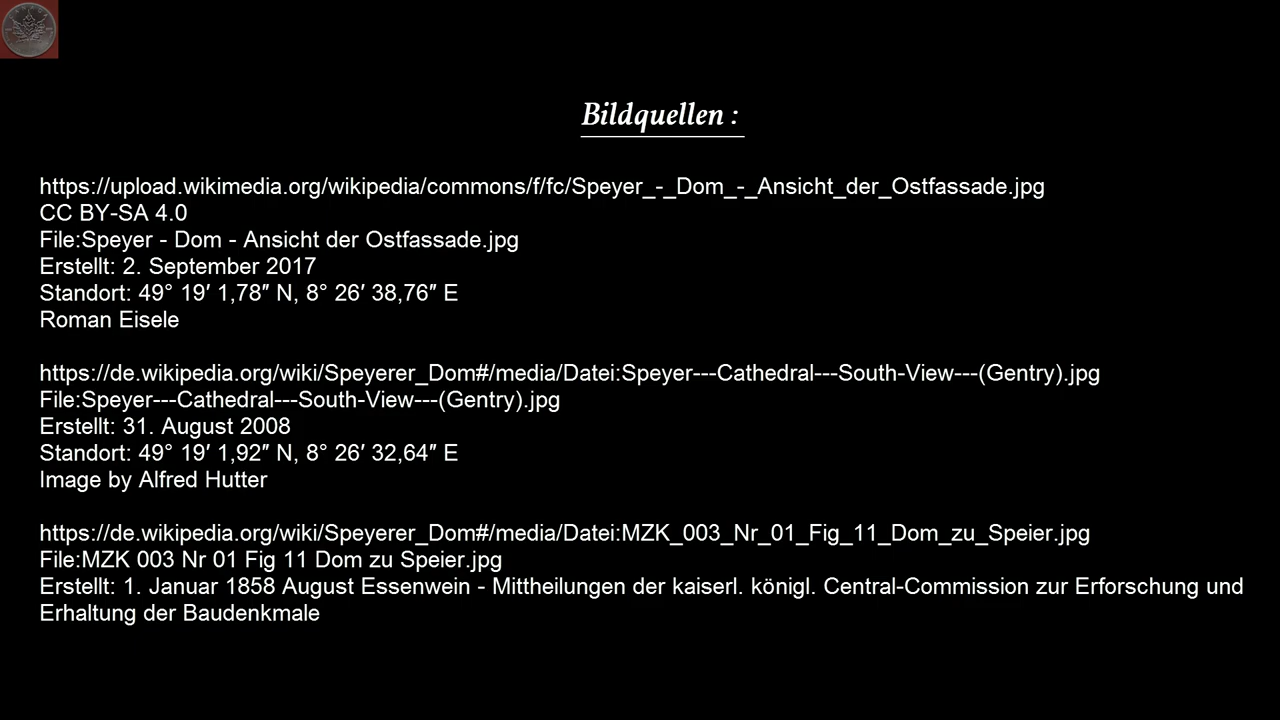 Bildquellen :
https://upload.wikimedia.org/wikipedia/commons/f/fc/Speyer_-_Dom_-_Ansicht_der_Ostfassade.jpg
CC BY-SA 4.0
File:Speyer - Dom - Ansicht der Ostfassade.jpg
Erstellt: 2. September 2017
Standort: 49° 19′ 1,78″ N, 8° 26′ 38,76″ E
Roman Eisele
https://de.wikipedia.org/wiki/Speyerer_Dom#/media/Datei:Speyer---Cathedral---South-View---(Gentry).jpg
File:Speyer---Cathedral---South-View---(Gentry).jpg
Erstellt: 31. August 2008
Standort: 49° 19′ 1,92″ N, 8° 26′ 32,64″ E
Image by Alfred Hutter
https://de.wikipedia.org/wiki/Speyerer_Dom#/media/Datei:MZK_003_Nr_01_Fig_11_Dom_zu_Speier.jpg
File:MZK 003 Nr 01 Fig 11 Dom zu Speier.jpg
Erstellt: 1. Januar 1858 August Essenwein - Mittheilungen der kaiserl. königl. Central-Commission zur Erforschung und
Erhaltung der Baudenkmale